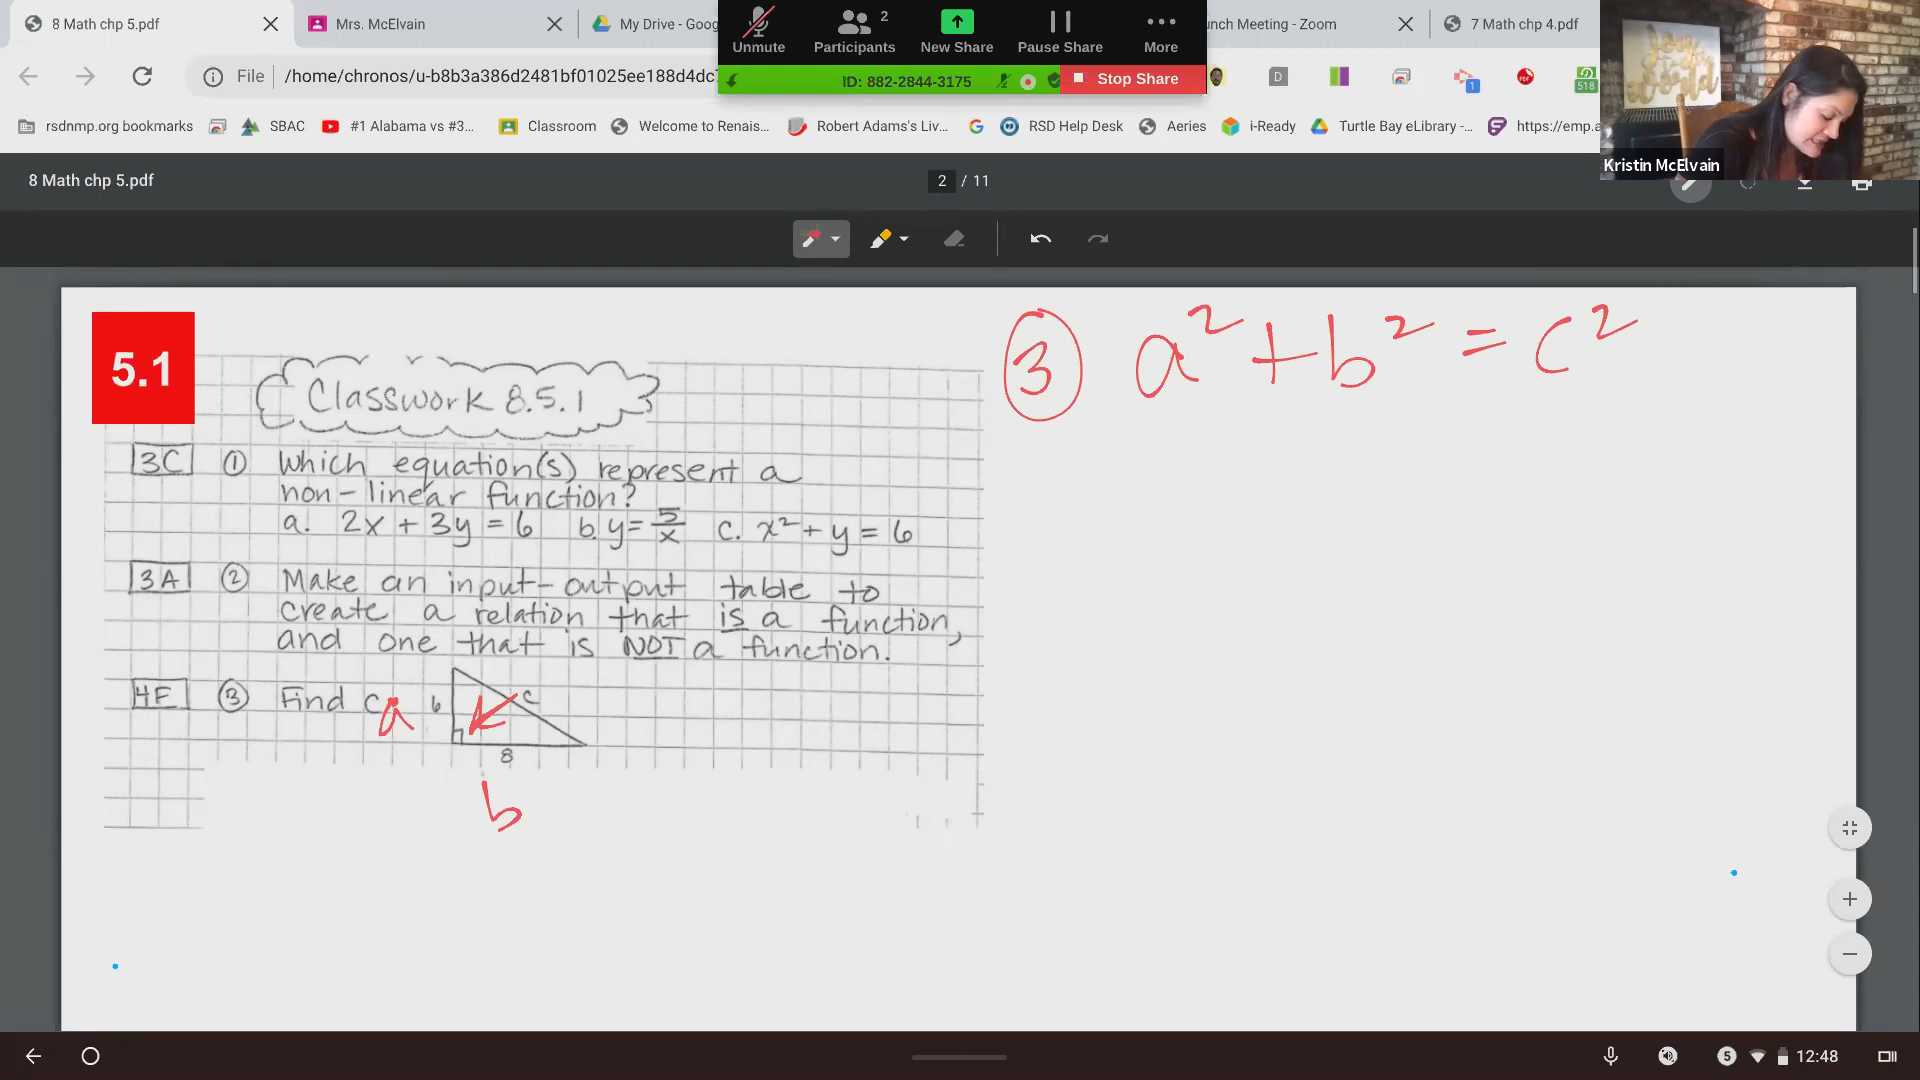 8 Math chp 5.pdf
Mrs. McElvain
My Drive - Goog
Unmute
Participants
2
New Share
Pause Share
More
unch Meeting - Zoom
7 Math chp 4.pdf
File
/home/chronos/u-b8b3a386d2481bf01025ee188d4dc
ID: 882-2844-3175
Stop Share
D
1
518
rsdnmp.org bookmarks
SBAC
#1 Alabama vs #3...
Classroom
Welcome to Renais...
Robert Adams's Liv...
RSD Help Desk
Aeries
i-Ready
Turtle Bay eLibrary -...
https://emp.a
Kristin McElvain
8 Math chp 5.pdf
2 / 11
5.1
Classwork 8.5.1
3C ① Which equation(s) represent a
non-linear function?
a. 2x + 3y = 6 b. y = 5/x c. x² + y = 6
3A ② Make an input-output table to
create a relation that is a function,
and one that is NOT a function.
4F ③ Find c
a
6
c
8
b
③ a² + b² = c²
5
12:48